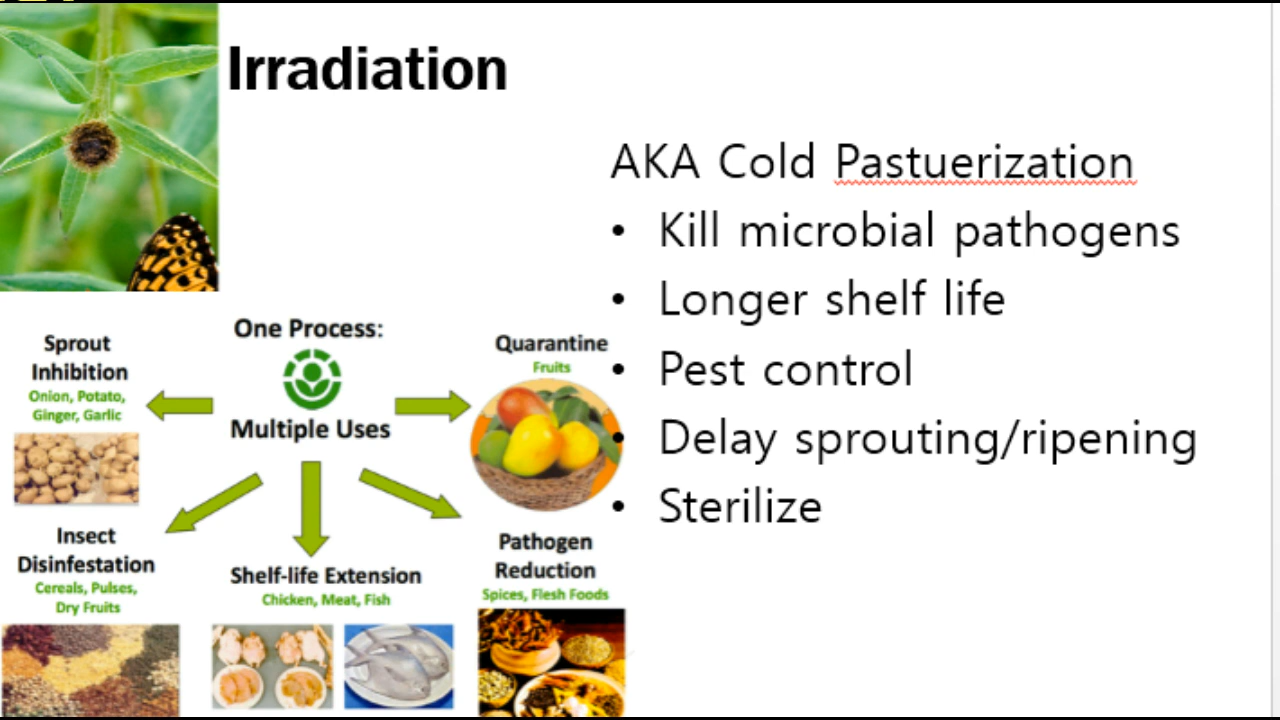 Irradiation
AKA Cold Pastuerization
• Kill microbial pathogens
• Longer shelf life
• Pest control
• Delay sprouting/ripening
• Sterilize
One Process:
Multiple Uses
Sprout
Inhibition
Onion, Potato,
Ginger, Garlic
Quarantine
Fruits
Insect
Disinfestation
Cereals, Pulses,
Dry Fruits
Shelf-life Extension
Chicken, Meat, Fish
Pathogen
Reduction
Spices, Flesh Foods